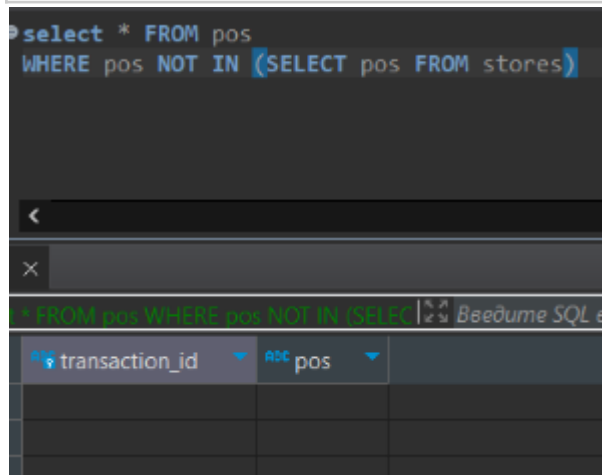 select * FROM pos
WHERE pos NOT IN (SELECT pos FROM stores)
* FROM pos WHERE pos NOT IN (SELEC Введите SQL
transaction_id pos